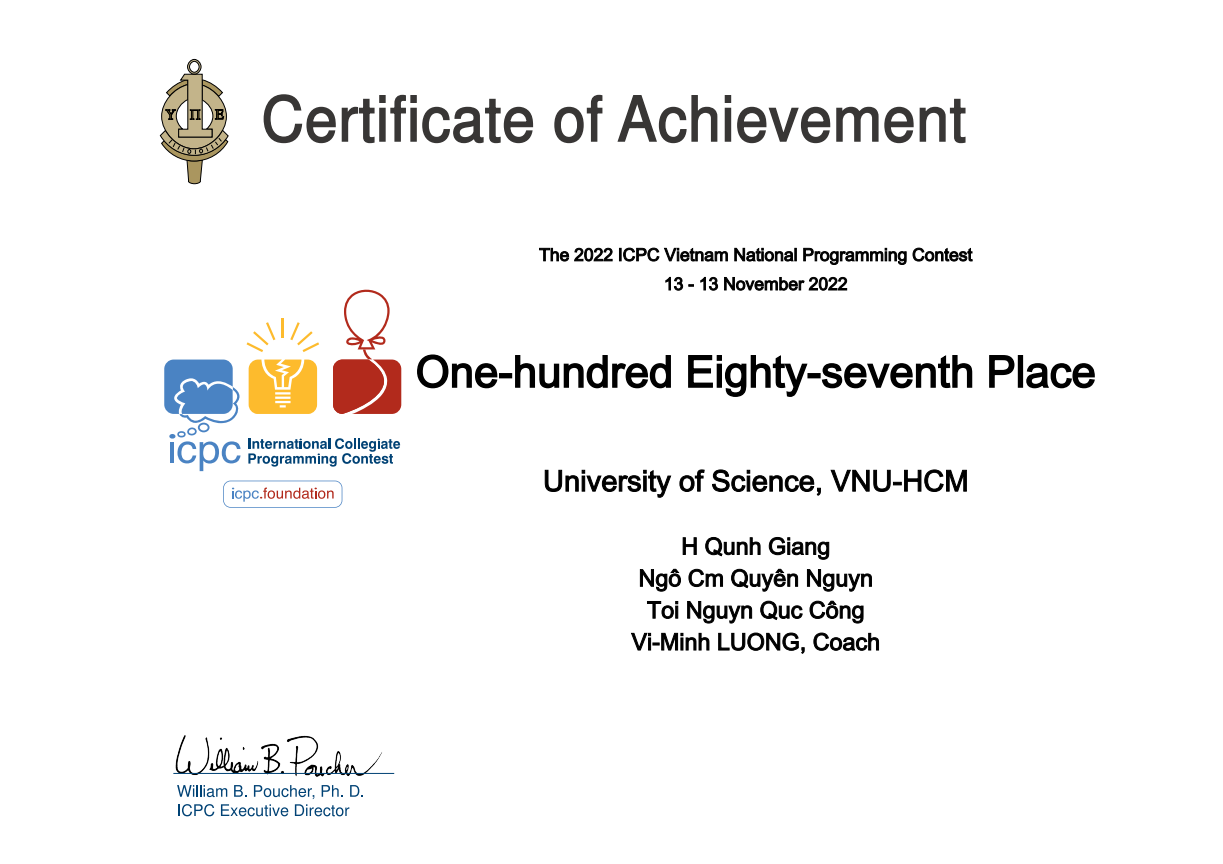 Certificate of Achievement
Υ Π Ε
The 2022 ICPC Vietnam National Programming Contest
13 - 13 November 2022
One-hundred Eighty-seventh Place
icpc International Collegiate
Programming Contest
icpc.foundation
University of Science, VNU-HCM
H Qunh Giang
Ngô Cm Quyên Nguyn
Toi Nguyn Quc Công
Vi-Minh LUONG, Coach
William B. Poucher
William B. Poucher, Ph. D.
ICPC Executive Director